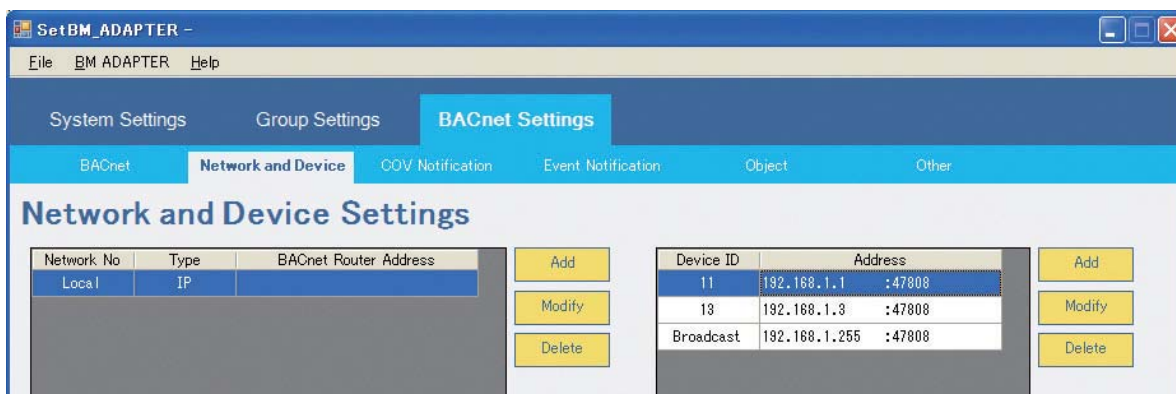 SetBM_ADAPTER -
File BM ADAPTER Help
System Settings Group Settings BACnet Settings
BACnet Network and Device COV Notification Event Notification Object Other
Network and Device Settings
Network No Type BACnet Router Address
Local IP
Add
Modify
Delete
Device ID Address
11 192.168.1.1 :47808
13 192.168.1.3 :47808
Broadcast 192.168.1.255 :47808
Add
Modify
Delete